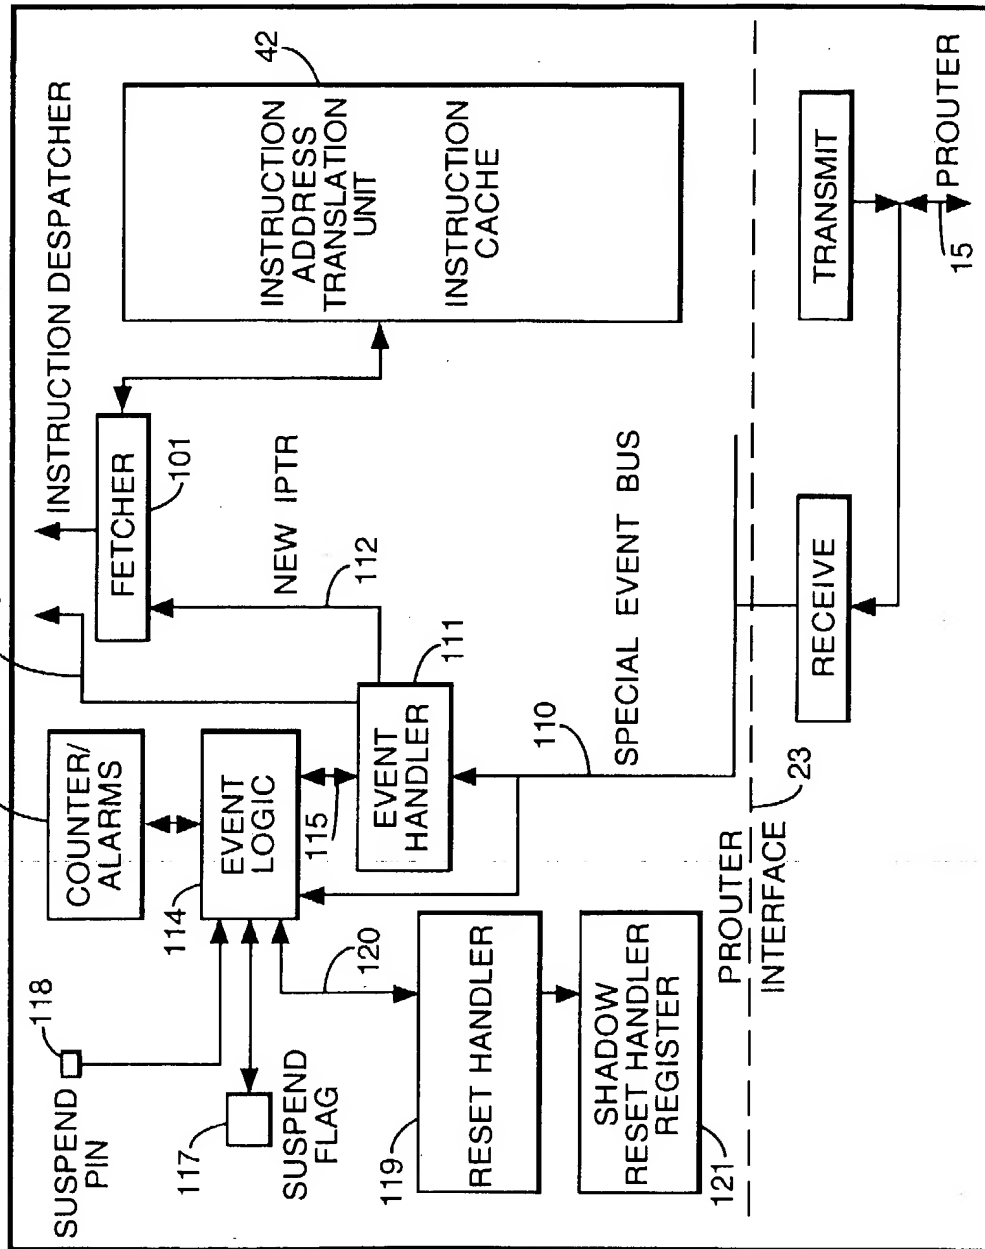 SUSPEND
PIN
118
117
SUSPEND
FLAG
COUNTER/
ALARMS
114
EVENT
LOGIC
115
120
119
RESET HANDLER
SHADOW
RESET HANDLER
REGISTER
121
EVENT
HANDLER
111
112
NEW IPTR
INSTRUCTION DESPATCHER
FETCHER
101
42
INSTRUCTION
ADDRESS
TRANSLATION
UNIT
INSTRUCTION
CACHE
110
SPECIAL EVENT BUS
PROUTER
INTERFACE
23
RECEIVE
TRANSMIT
15
PROUTER